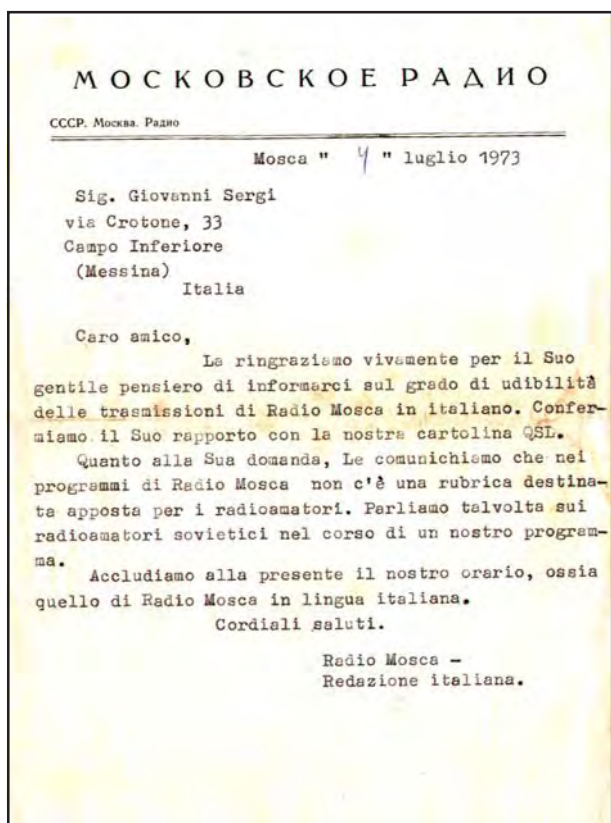 МОСКОВСКОЕ РАДИО
СССР. Москва. Радио
Mosca " 4 " luglio 1973
Sig. Giovanni Sergi
via Crotone, 33
Campo Inferiore
(Messina)
Italia
Caro amico,
La ringraziamo vivamente per il Suo
gentile pensiero di informarci sul grado di udibilità
delle trasmissioni di Radio Mosca in italiano. Confer-
miamo il Suo rapporto con la nostra cartolina QSL.
Quanto alla Sua domanda, Le comunichiamo che nei
programmi di Radio Mosca non c'è una rubrica destina-
ta apposta per i radioamatori. Parliamo talvolta sui
radioamatori sovietici nel corso di un nostro program-
ma.
Accludiamo alla presente il nostro orario, ossia
quello di Radio Mosca in lingua italiana.
Cordiali saluti.
Radio Mosca –
Redazione italiana.